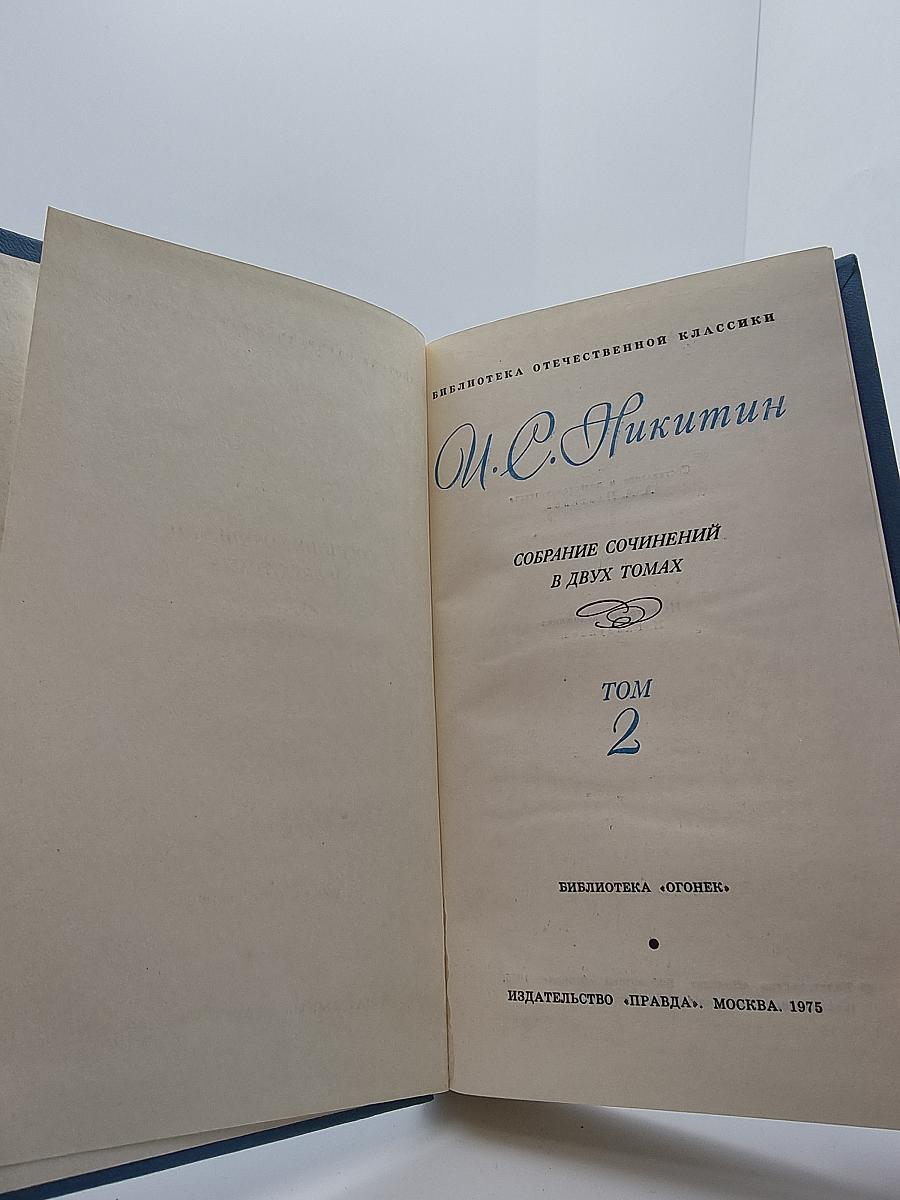 БИБЛИОТЕКА ОТЕЧЕСТВЕННОЙ КЛАССИКИ
И. С. Никитин
СОБРАНИЕ СОЧИНЕНИЙ
В ДВУХ ТОМАХ
ТОМ
2
БИБЛИОТЕКА «ОГОНЕК»
ИЗДАТЕЛЬСТВО «ПРАВДА». МОСКВА. 1975